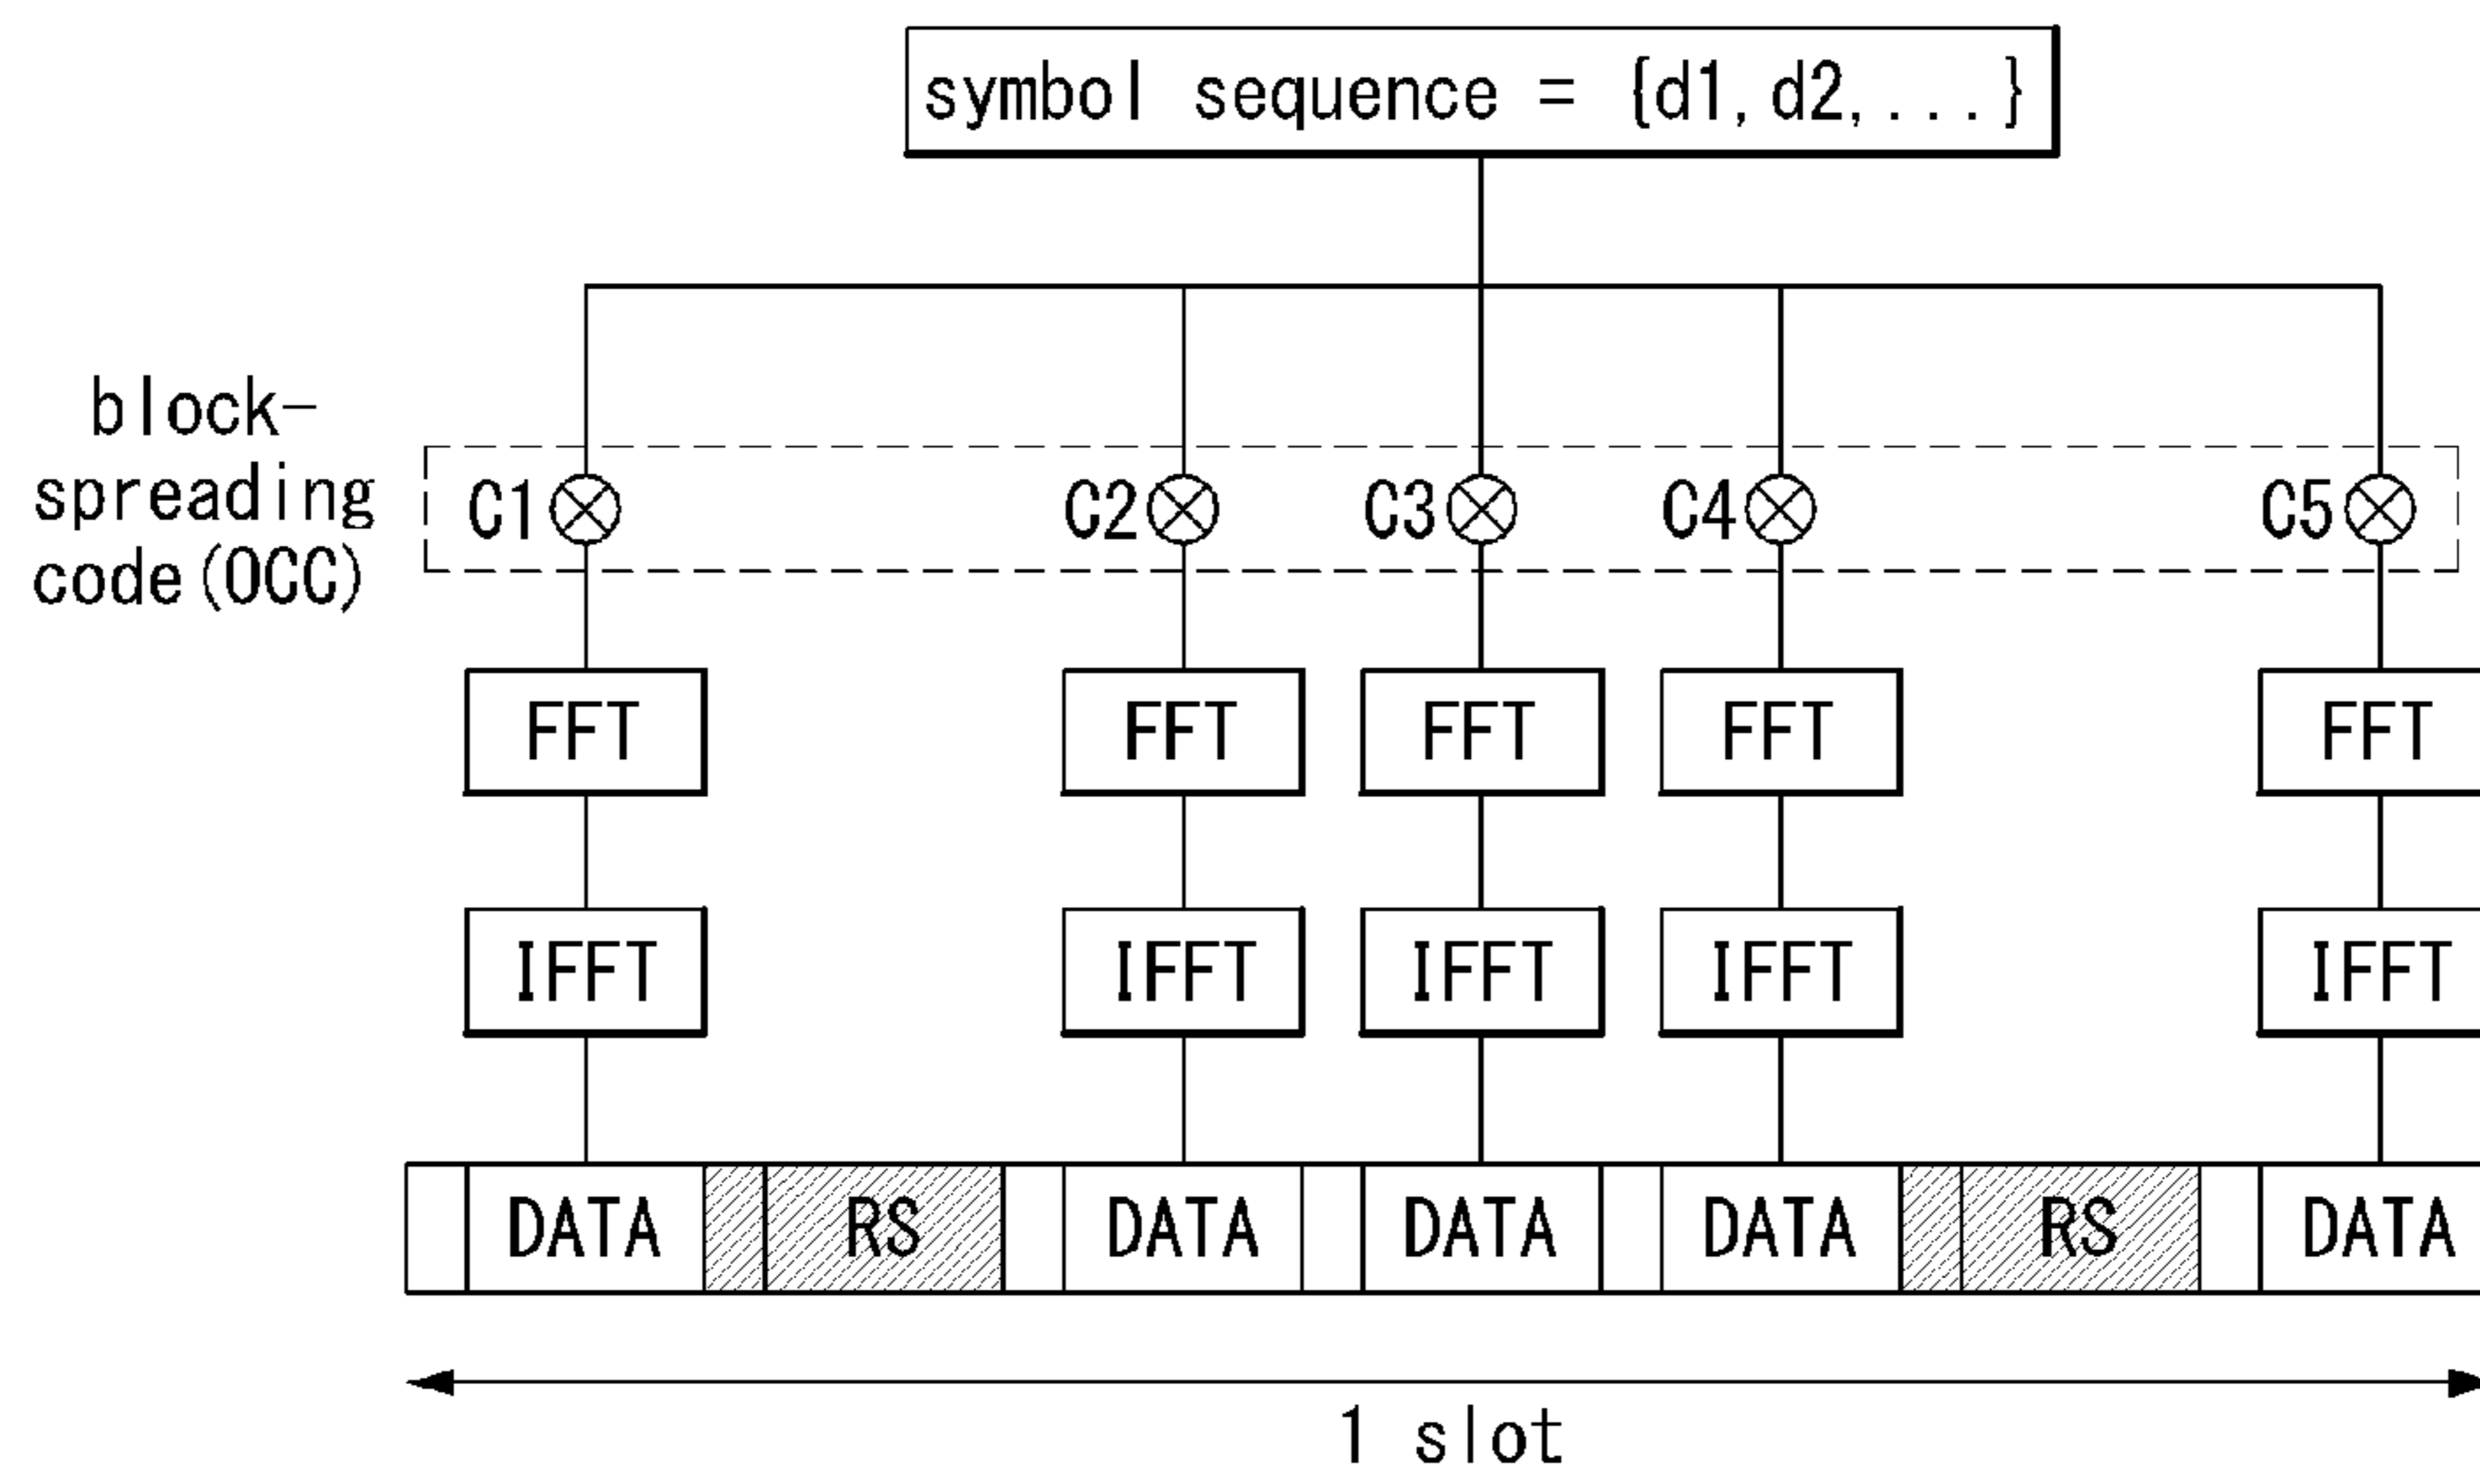 symbol sequence = {d1, d2, ...}
block-
spreading
code(OCC)
C1 C2 C3 C4 C5
FFT FFT FFT FFT FFT
IFFT IFFT IFFT IFFT IFFT
DATA RS DATA DATA DATA RS DATA
1 slot